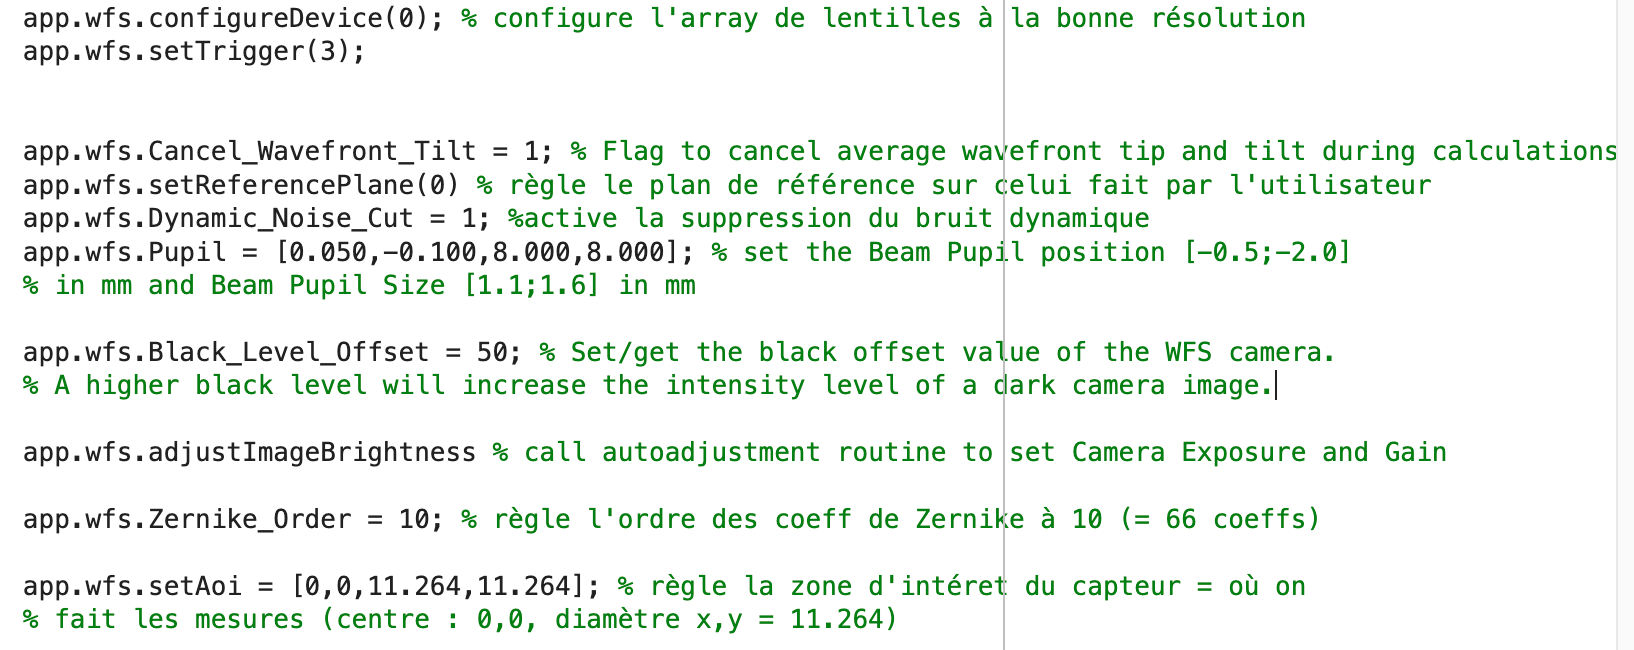 app.wfs.configureDevice(0); % configure l'array de lentilles à la bonne résolution
app.wfs.setTrigger(3);
app.wfs.Cancel_Wavefront_Tilt = 1; % Flag to cancel average wavefront tip and tilt during calculations
app.wfs.setReferencePlane(0) % règle le plan de référence sur celui fait par l'utilisateur
app.wfs.Dynamic_Noise_Cut = 1; %active la suppression du bruit dynamique
app.wfs.Pupil = [0.050,-0.100,8.000,8.000]; % set the Beam Pupil position [-0.5;-2.0]
% in mm and Beam Pupil Size [1.1;1.6] in mm
app.wfs.Black_Level_Offset = 50; % Set/get the black offset value of the WFS camera.
% A higher black level will increase the intensity level of a dark camera image.
app.wfs.adjustImageBrightness % call autoadjustment routine to set Camera Exposure and Gain
app.wfs.Zernike_Order = 10; % règle l'ordre des coeff de Zernike à 10 (= 66 coeffs)
app.wfs.setAoi = [0,0,11.264,11.264]; % règle la zone d'intéret du capteur = où on
% fait les mesures (centre : 0,0, diamètre x,y = 11.264)